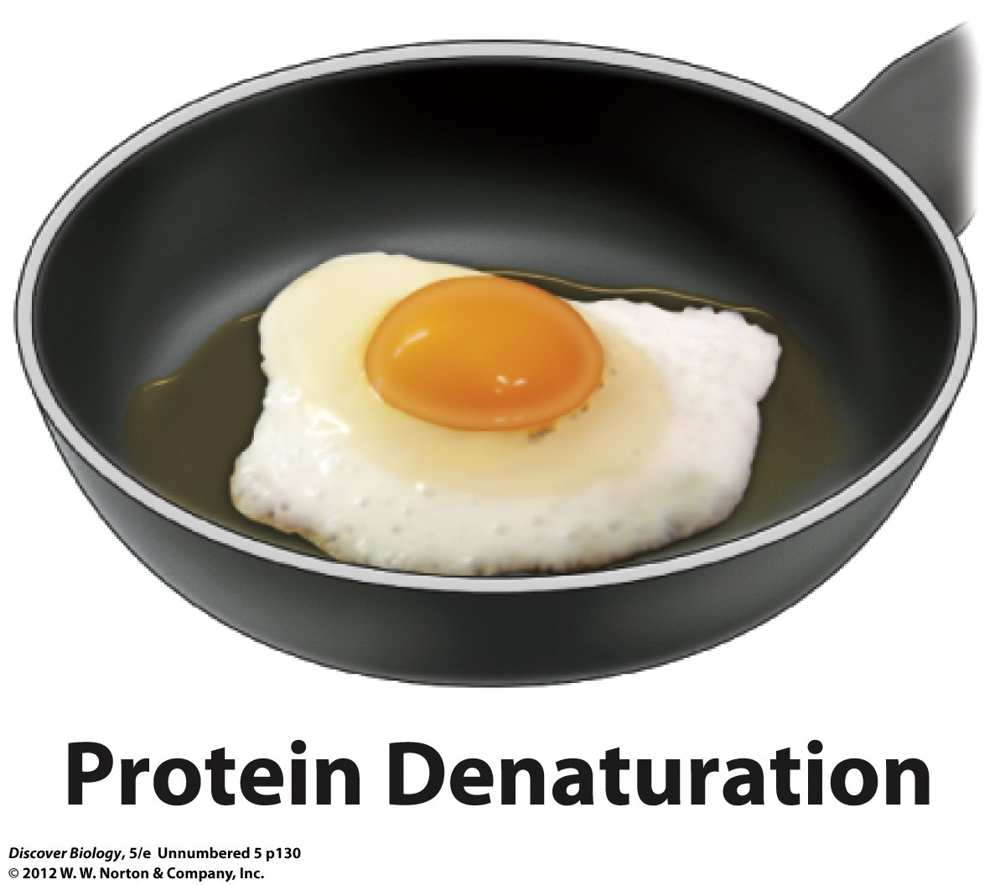 Protein Denaturation
Discover Biology, 5/e Unnumbered 5 p130
© 2012 W. W. Norton & Company, Inc.